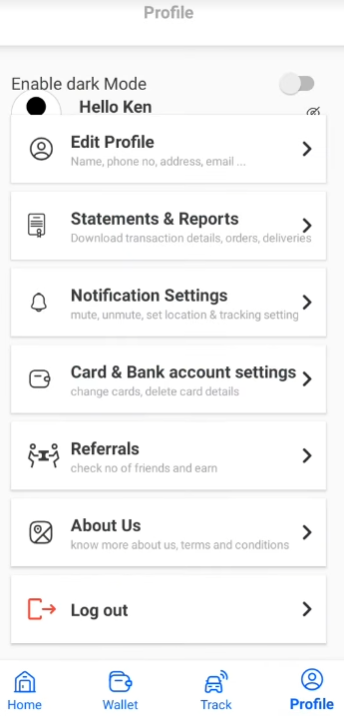 Profile
Enable dark Mode
Hello Ken
Edit Profile
Name, phone no, address, email ...
Statements & Reports
Download transaction details, orders, deliveries
Notification Settings
mute, unmute, set location & tracking setting
Card & Bank account settings
change cards, delete card details
Referrals
check no of friends and earn
About Us
know more about us, terms and conditions
Log out
Home Wallet Track Profile